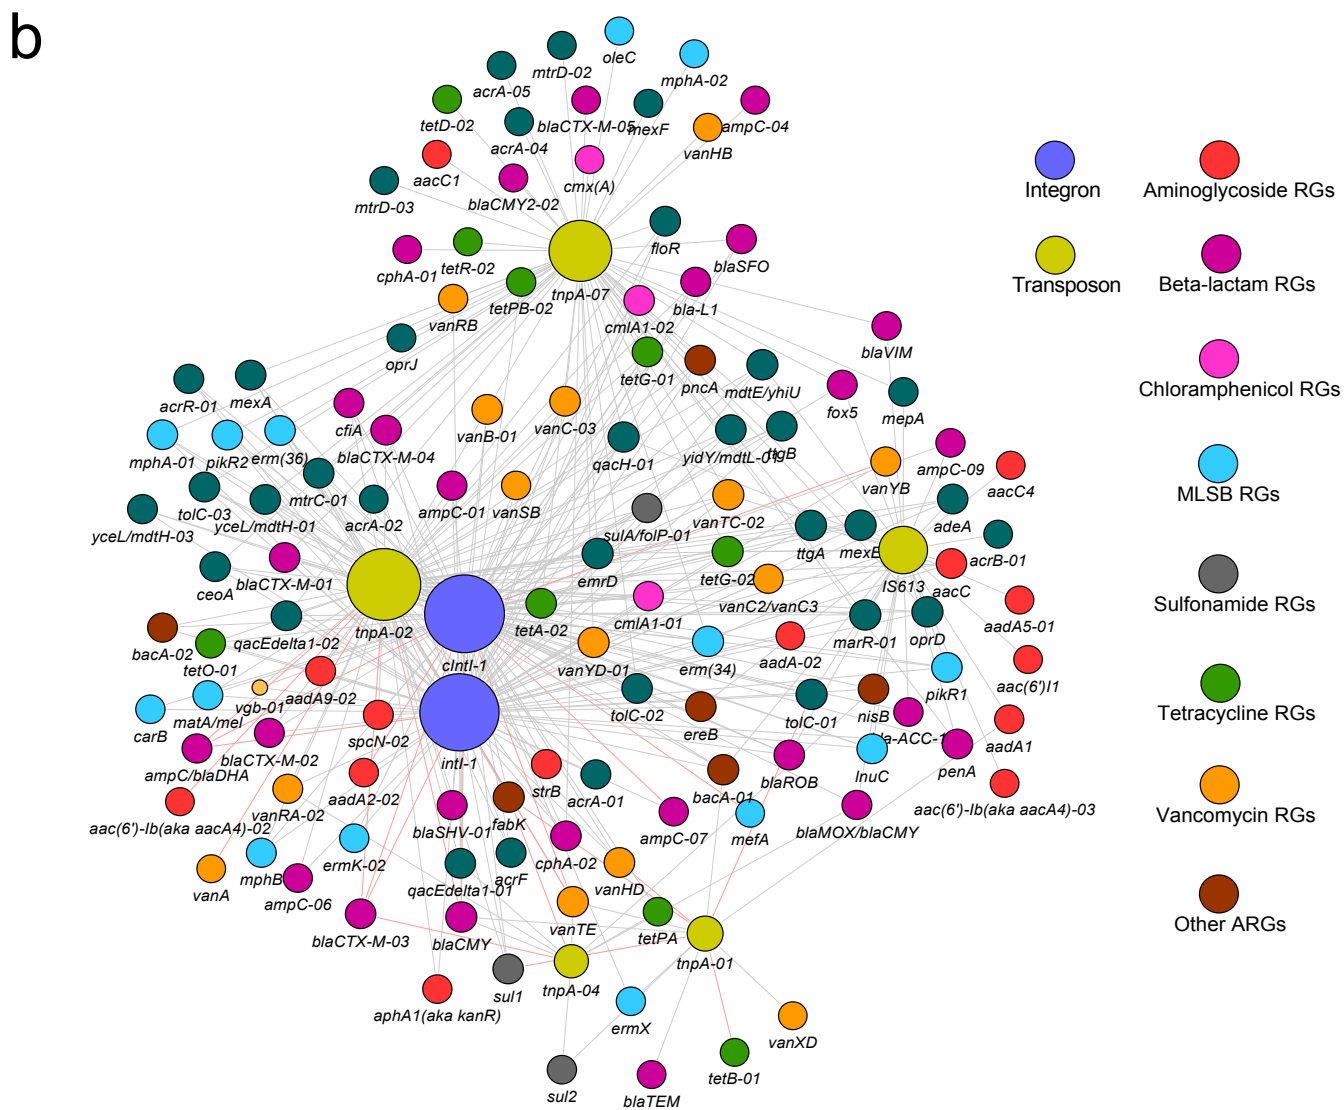 b
oleC
mtrD-02
mphA-02
acrA-05
tetD-02
blaCTX-M-05
mexF
ampC-04
acrA-04
vanHB
aacC1
cmx(A)
blaCMY2-02
mtrD-03
floR
blaSFO
cphA-01
tetR-02
tnpA-07
tetPB-02
bla-L1
vanRB
cmlA1-02
oprJ
blaVIM
tetG-01
pncA
mdtE/yhiU
acrR-01
mexA
fox5
mepA
cfiA
vanB-01
vanC-03
mphA-01
pikR2
erm(36)
blaCTX-M-04
qacH-01
yidY/mdtL-01
ttgB
ampC-09
vanYB
aacC4
mtrC-01
tolC-03
yceL/mdtH-01
acrA-02
ampC-01
vanSB
sulA/folP-01
vanTC-02
adeA
yceL/mdtH-03
ttgA
mexE
acrB-01
ceoA
blaCTX-M-01
emrD
tetG-02
IS613
aacC
vanC2/vanC3
aadA5-01
tnpA-02
qacEdelta1-02
tetA-02
cmlA1-01
marR-01
oprD
bacA-02
tetO-01
cIntI-1
vanYD-01
erm(34)
aadA-02
aac(6')I1
vgb-01
aadA9-02
pikR1
matA/mel
carB
tolC-02
ereB
tolC-01
nisB
aadA1
spcN-02
blaCTX-M-02
ampC/blaDHA
intI-1
blaROB
lnuC
penA
aac(6')-Ib(aka aacA4)-02
vanRA-02
aadA2-02
strB
acrA-01
bacA-01
aac(6')-Ib(aka aacA4)-03
blaSHV-01
fabK
ampC-07
mefA
blaMOX/blaCMY
ermK-02
mphB
vanA
ampC-06
qacEdelta1-01
acrF
cphA-02
vanHD
blaCTX-M-03
blaCMY
vanTE
tetPA
tnpA-01
tnpA-04
sul1
aphA1(aka kanR)
ermX
vanXD
sul2
blaTEM
tetB-01
Integron
Aminoglycoside RGs
Transposon
Beta-lactam RGs
Chloramphenicol RGs
MLSB RGs
Sulfonamide RGs
Tetracycline RGs
Vancomycin RGs
Other ARGs